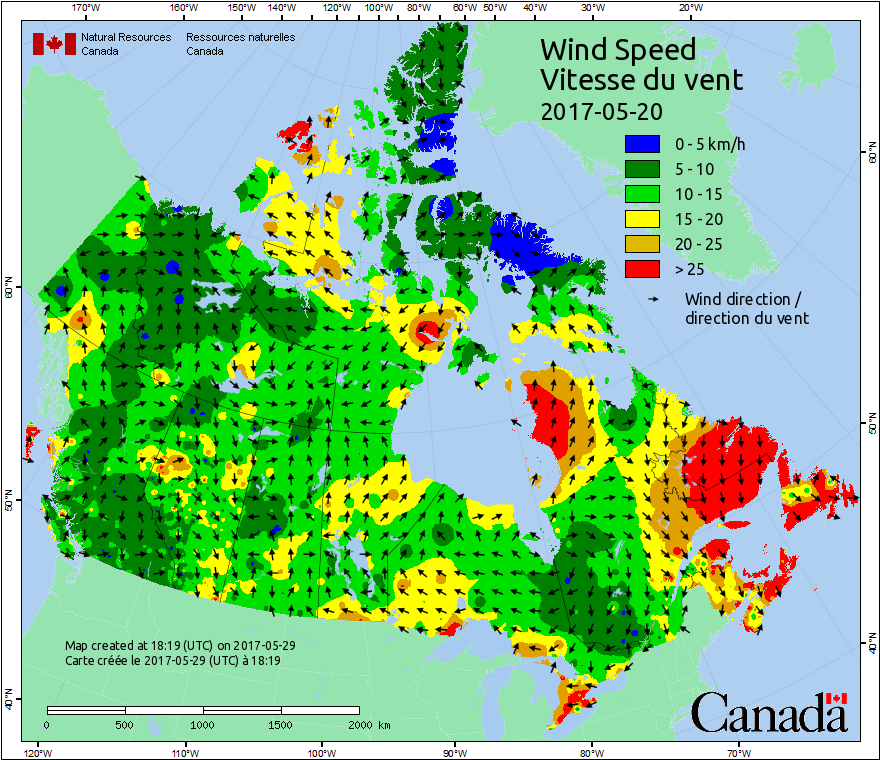 170°W 160°W 150°W 140°W 130°W 120°W 110°W 100°W 90°W 80°W 70°W 60°W 50°W 40°W 30°W 20°W
Natural Resources Canada
Ressources naturelles Canada
Wind Speed
Vitesse du vent
2017-05-20
0 - 5 km/h
5 - 10
10 - 15
15 - 20
20 - 25
> 25
Wind direction /
direction du vent
60°N
60°N
50°N
50°N
40°N
40°N
Map created at 18:19 (UTC) on 2017-05-29
Carte créée le 2017-05-29 (UTC) à 18:19
0 500 1000 1500 2000 km
Canada
120°W 110°W 100°W 90°W 80°W 70°W